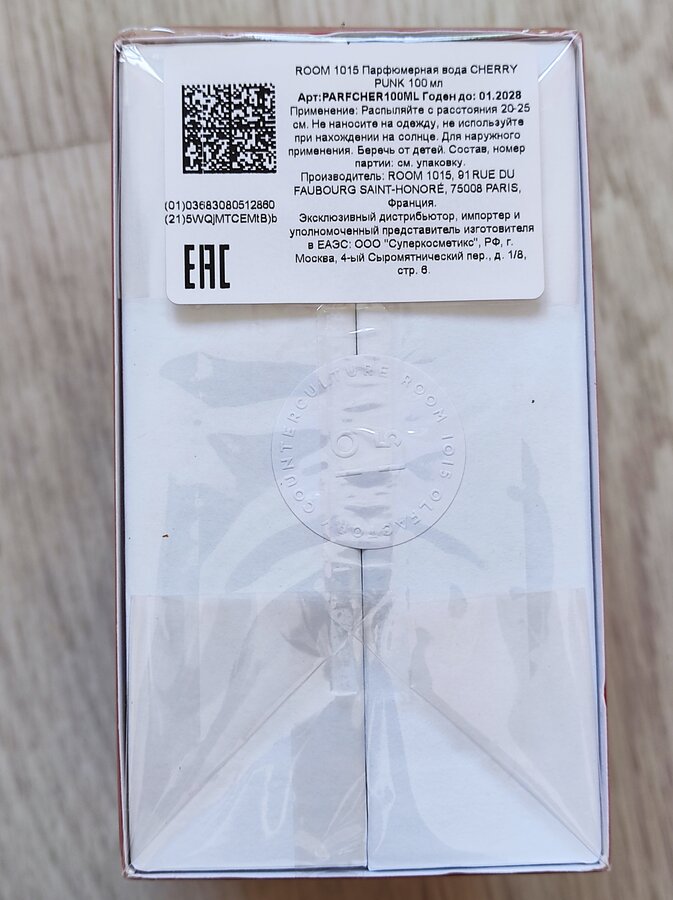 ROOM 1015 Парфюмерная вода CHERRY
PUNK 100 мл
Арт:PARFCHER100ML Годен до: 01.2028
Применение: Распыляйте с расстояния 20-25
см. Не наносите на одежду, не используйте
при нахождении на солнце. Для наружного
применения. Беречь от детей. Состав, номер
партии: см. упаковку.
Производитель: ROOM 1015, 91 RUE DU
FAUBOURG SAINT-HONORÉ, 75008 PARIS,
Франция.
Эксклюзивный дистрибьютор, импортер и
уполномоченный представитель изготовителя
в ЕАЭС: ООО "Суперкосметикс", РФ, г.
Москва, 4-ый Сыромятнический пер., д. 1/8,
стр. 6.
(01)03683080512860
(21)5WQjMTCEMtB)b
EAC
COUNTERCULTURE ROOM 1015 OLFACTORY
10
15